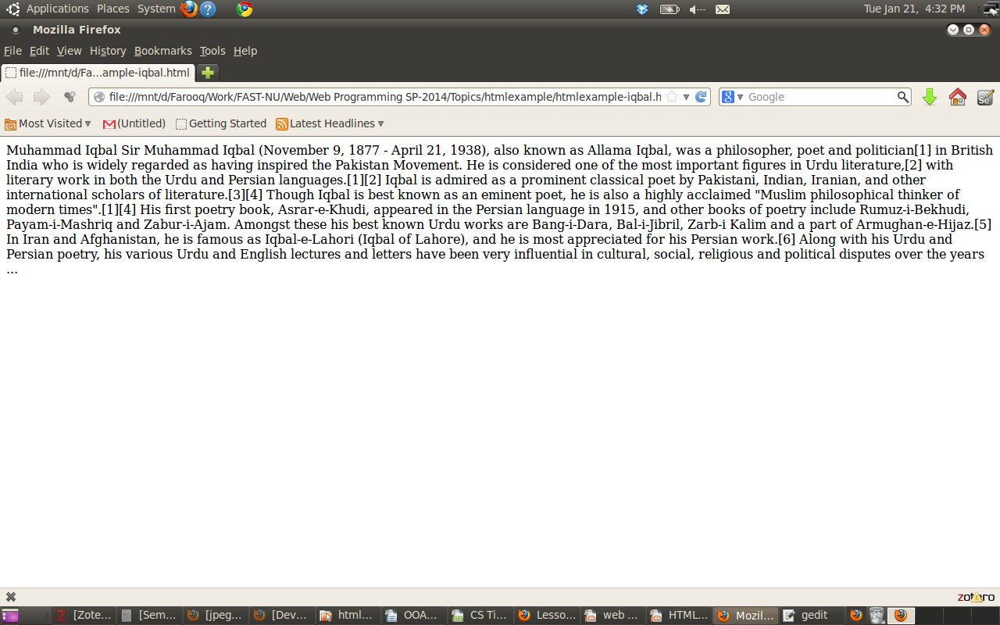 Applications Places System Tue Jan 21, 4:32 PM
Mozilla Firefox
File Edit View History Bookmarks Tools Help
file:///mnt/d/Fa...ample-iqbal.html
file:///mnt/d/Farooq/Work/FAST-NU/Web/Web Programming SP-2014/Topics/htmlexample/htmlexample-iqbal.h Google Se
Most Visited (Untitled) Getting Started Latest Headlines
Muhammad Iqbal Sir Muhammad Iqbal (November 9, 1877 - April 21, 1938), also known as Allama Iqbal, was a philosopher, poet and politician[1] in British
India who is widely regarded as having inspired the Pakistan Movement. He is considered one of the most important figures in Urdu literature,[2] with
literary work in both the Urdu and Persian languages.[1][2] Iqbal is admired as a prominent classical poet by Pakistani, Indian, Iranian, and other
international scholars of literature.[3][4] Though Iqbal is best known as an eminent poet, he is also a highly acclaimed "Muslim philosophical thinker of
modern times".[1][4] His first poetry book, Asrar-e-Khudi, appeared in the Persian language in 1915, and other books of poetry include Rumuz-i-Bekhudi,
Payam-i-Mashriq and Zabur-i-Ajam. Amongst these his best known Urdu works are Bang-i-Dara, Bal-i-Jibril, Zarb-i Kalim and a part of Armughan-e-Hijaz.[5]
In Iran and Afghanistan, he is famous as Iqbal-e-Lahori (Iqbal of Lahore), and he is most appreciated for his Persian work.[6] Along with his Urdu and
Persian poetry, his various Urdu and English lectures and letters have been very influential in cultural, social, religious and political disputes over the years
...
zotero
[Zote... [Sem... [jpeg... [Dev... html... OOA... CS Ti... Lesso... web ... HTML... Mozil... gedit